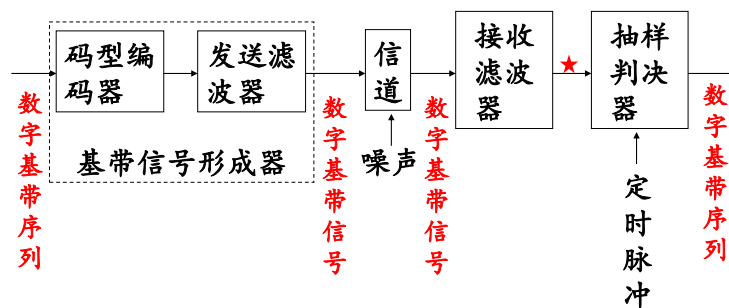 码型编
码器
发送滤
波器
基带信号形成器
信
道
噪声
接收
滤波
器
抽样
判决
器
定
时
脉
冲
数
字
基
带
序
列
数
字
基
带
信
号
数
字
基
带
信
号
数
字
基
带
序
列